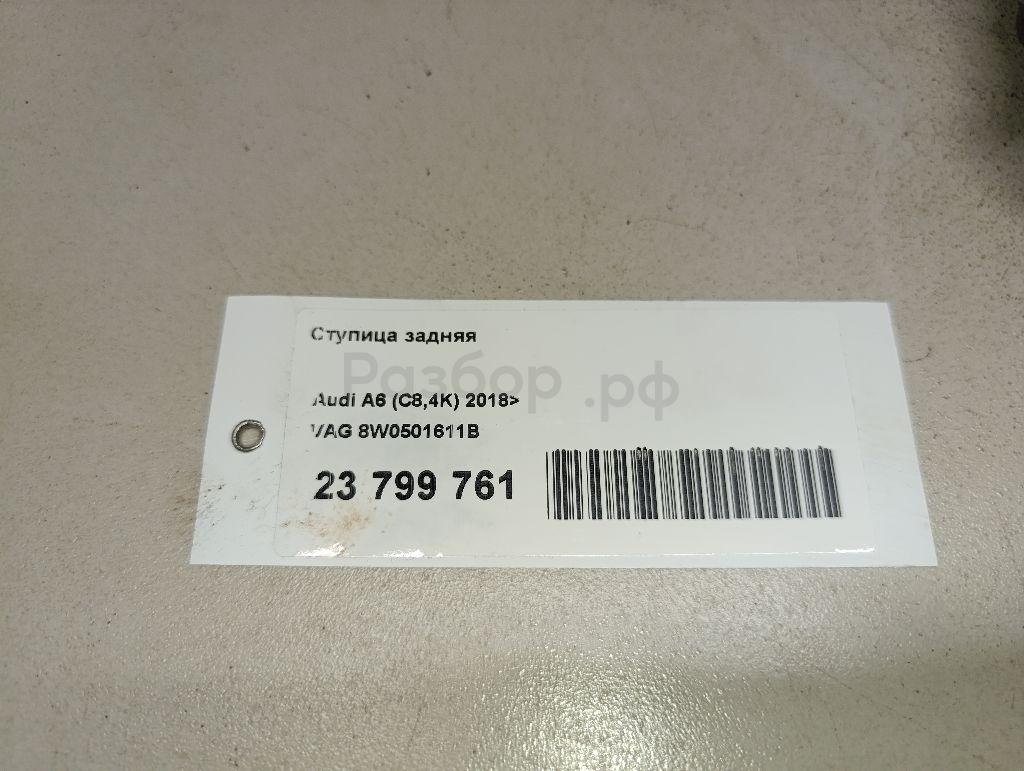 Ступица задняя
Разбор.рф
Audi A6 (C8,4K) 2018>
VAG 8W0501611B
23 799 761